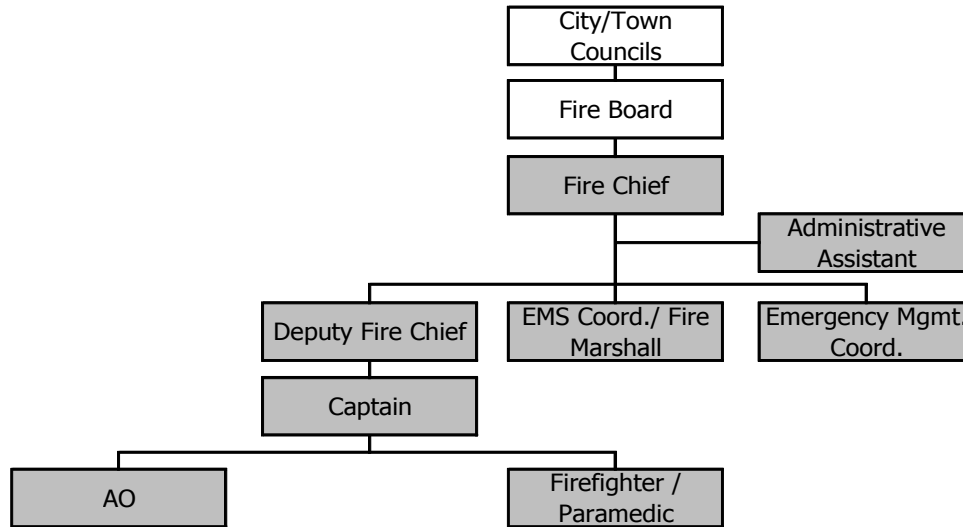 City/Town
Councils
Fire Board
Fire Chief
Administrative
Assistant
Deputy Fire Chief
EMS Coord./ Fire
Marshall
Emergency Mgmt.
Coord.
Captain
AO
Firefighter /
Paramedic